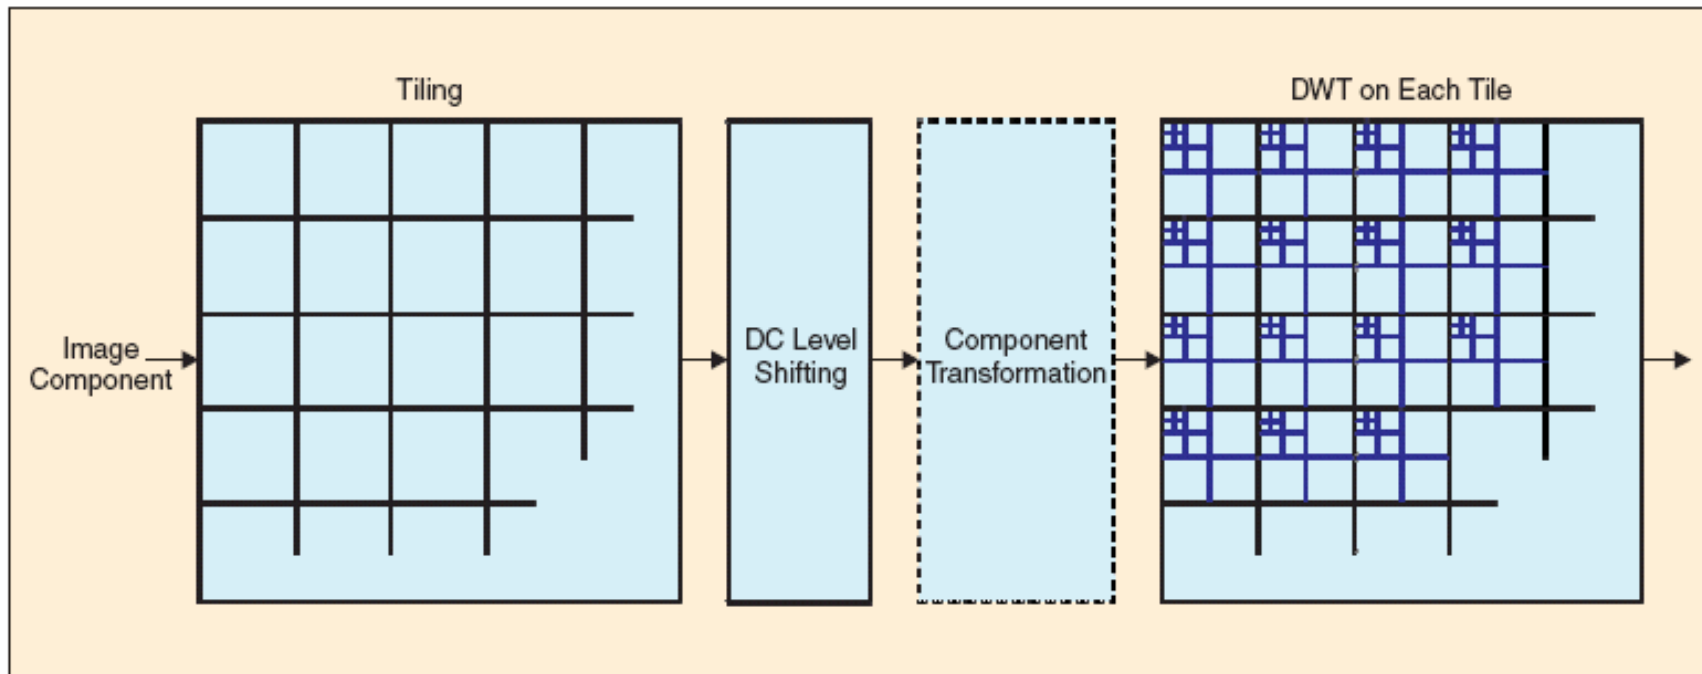 Tiling
DWT on Each Tile
Image
Component
DC Level
Shifting
Component
Transformation